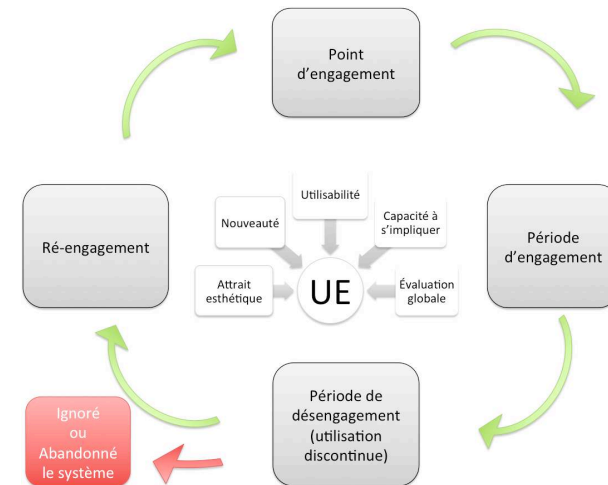 Point
d'engagement
Utilisabilité
Nouveauté
Capacité à
s'impliquer
Ré-engagement
Période
d'engagement
Attrait
esthétique
UE
Évaluation
globale
Période de
désengagement
(utilisation
discontinue)
Ignoré
ou
Abandonné
le système